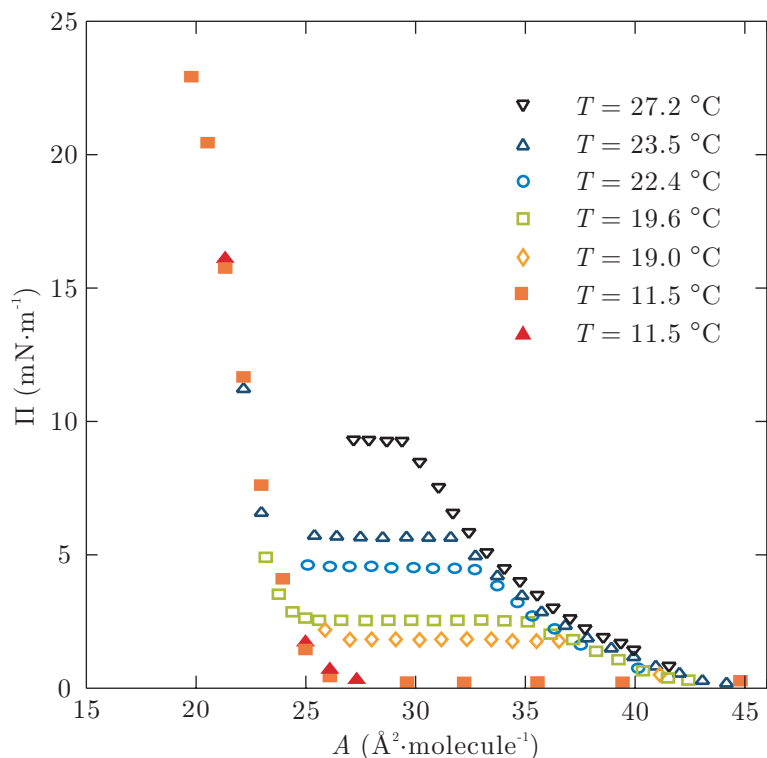 25
20
15
10
5
0
15
20
25
30
35
40
45
Π (mN·m⁻¹)
A (Å²·molecule⁻¹)
T = 27.2 °C
T = 23.5 °C
T = 22.4 °C
T = 19.6 °C
T = 19.0 °C
T = 11.5 °C
T = 11.5 °C